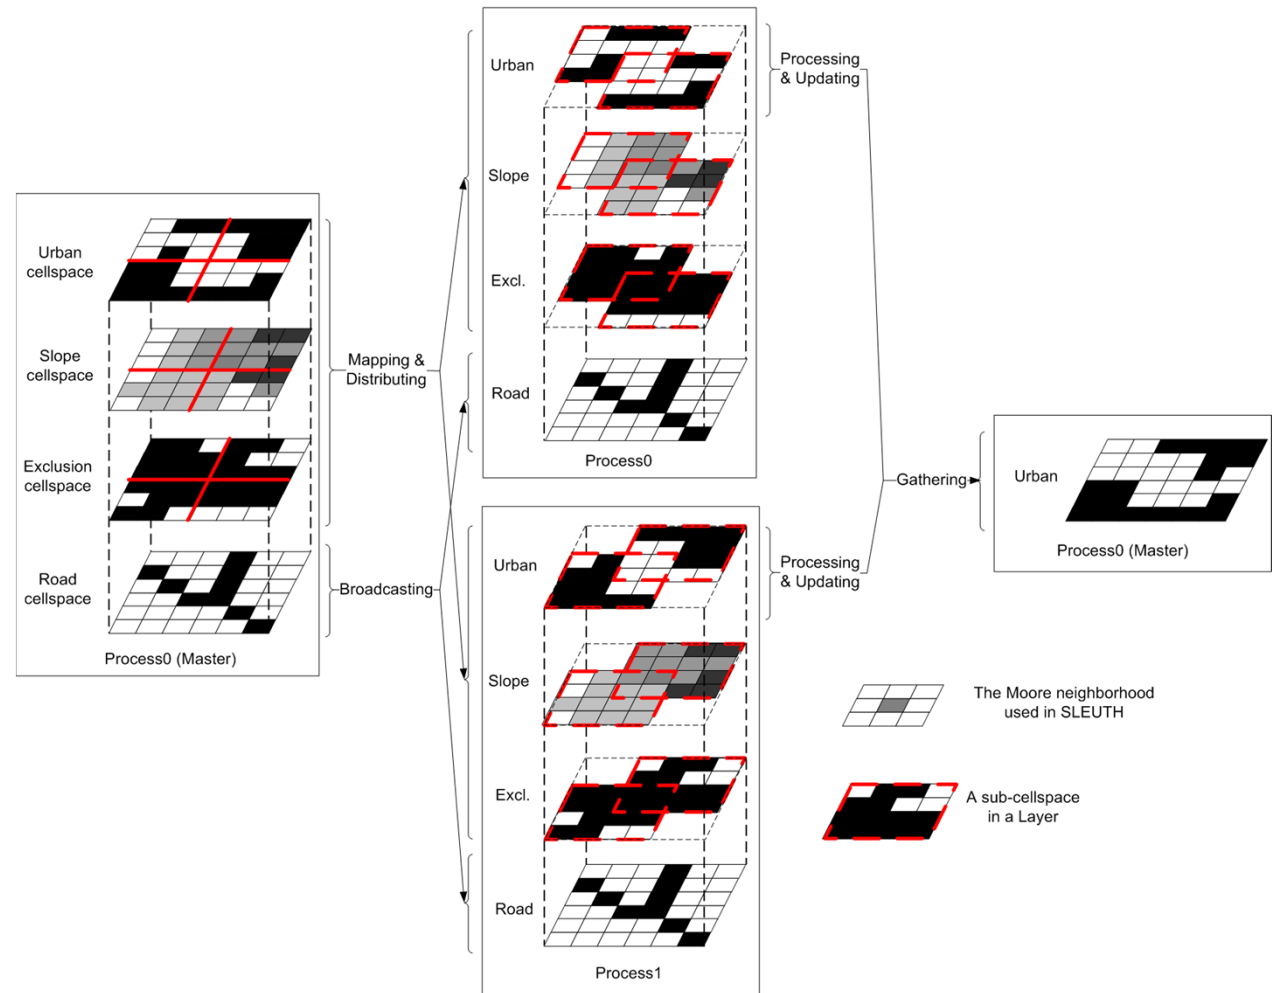 Urban
cellspace
Slope
cellspace
Exclusion
cellspace
Road
cellspace
Process0 (Master)
Mapping &
Distributing
Broadcasting
Urban
Slope
Excl.
Road
Process0
Processing
& Updating
Urban
Slope
Excl.
Road
Process1
Processing
& Updating
Gathering
Urban
Process0 (Master)
The Moore neighborhood
used in SLEUTH
A sub-cellspace
in a Layer